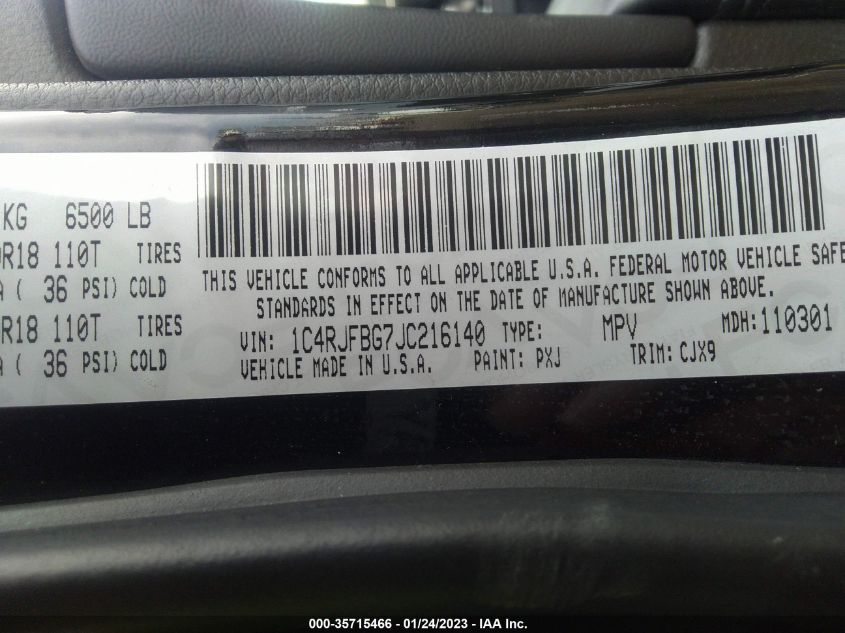 KG 6500 LB
R18 110T TIRES
( 36 PSI) COLD
R18 110T TIRES
( 36 PSI) COLD
THIS VEHICLE CONFORMS TO ALL APPLICABLE U.S.A. FEDERAL MOTOR VEHICLE SAFE
STANDARDS IN EFFECT ON THE DATE OF MANUFACTURE SHOWN ABOVE.
VIN: 1C4RJFBG7JC216140 TYPE: MPV MDH:110301
VEHICLE MADE IN U.S.A. PAINT: PXJ TRIM: CJX9
000-35715466 - 01/24/2023 - IAA Inc.